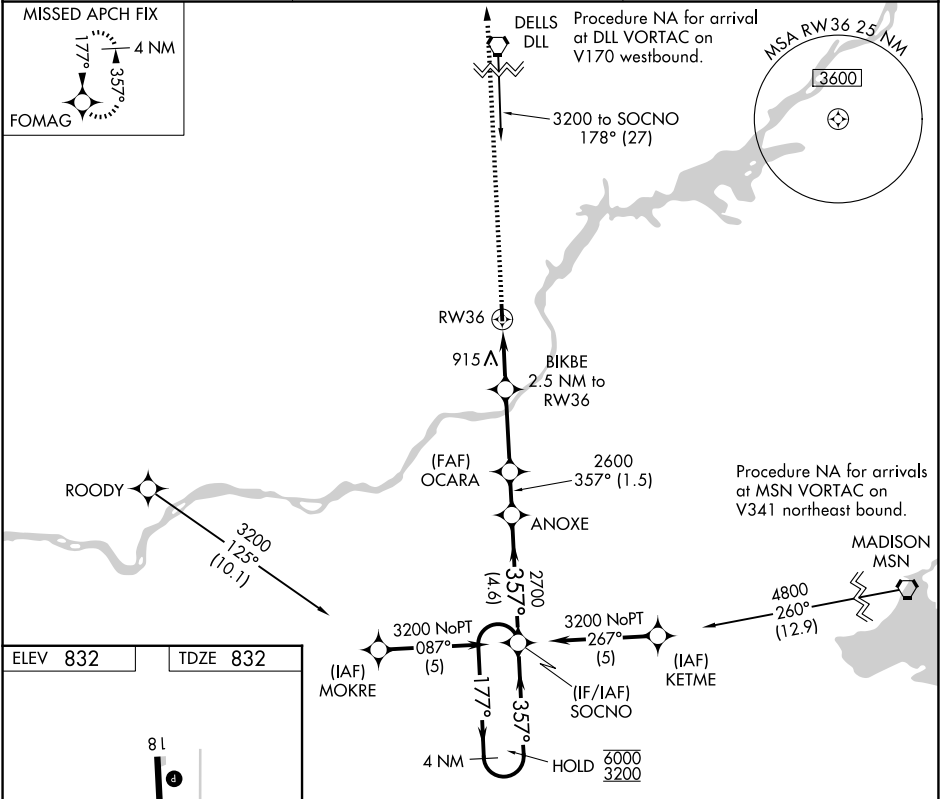 MISSED APCH FIX
4 NM
177°
357°
FOMAG
DELLS
DLL
Procedure NA for arrival
at DLL VORTAC on
V170 westbound.
MSA RW36 25 NM
3600
3200 to SOCNO
178° (27)
RW36
915
BIKBE
2.5 NM to
RW36
(FAF)
OCARA
2600
357° (1.5)
ANOXE
ROODY
3200
125°
(10.1)
Procedure NA for arrivals
at MSN VORTAC on
V341 northeast bound.
MADISON
MSN
4800
260°
(12.9)
2700
357°
(4.6)
3200 NoPT
087°
(5)
3200 NoPT
267°
(5)
(IAF)
MOKRE
(IAF)
KETME
(IF/IAF)
SOCNO
177°
357°
4 NM
HOLD
6000
3200
ELEV 832
TDZE 832
18
P